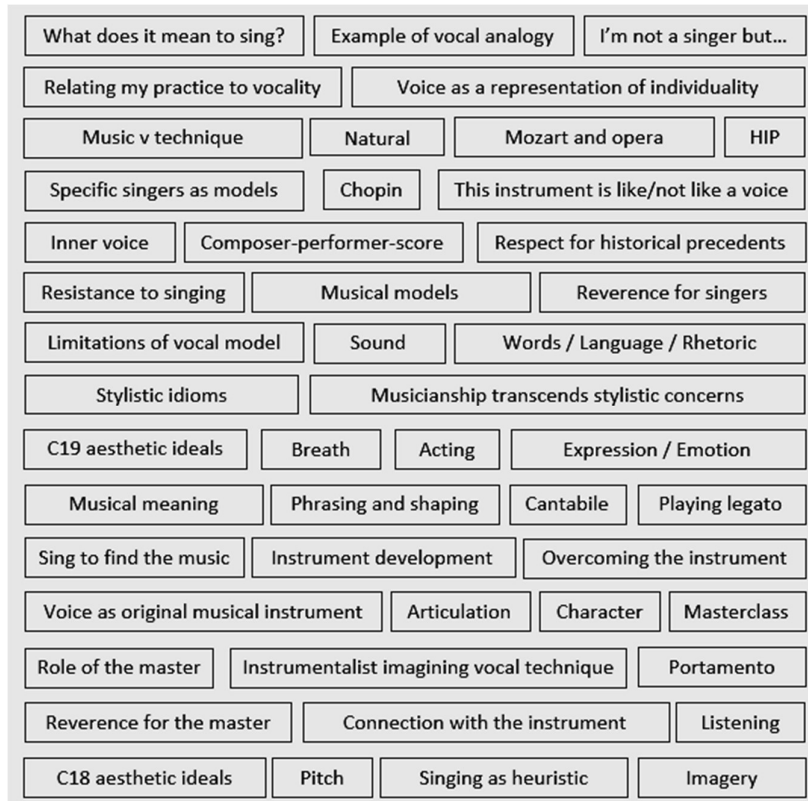 What does it mean to sing? Example of vocal analogy I'm not a singer but…
Relating my practice to vocality Voice as a representation of individuality
Music v technique Natural Mozart and opera HIP
Specific singers as models Chopin This instrument is like/not like a voice
Inner voice Composer-performer-score Respect for historical precedents
Resistance to singing Musical models Reverence for singers
Limitations of vocal model Sound Words / Language / Rhetoric
Stylistic idioms Musicianship transcends stylistic concerns
C19 aesthetic ideals Breath Acting Expression / Emotion
Musical meaning Phrasing and shaping Cantabile Playing legato
Sing to find the music Instrument development Overcoming the instrument
Voice as original musical instrument Articulation Character Masterclass
Role of the master Instrumentalist imagining vocal technique Portamento
Reverence for the master Connection with the instrument Listening
C18 aesthetic ideals Pitch Singing as heuristic Imagery